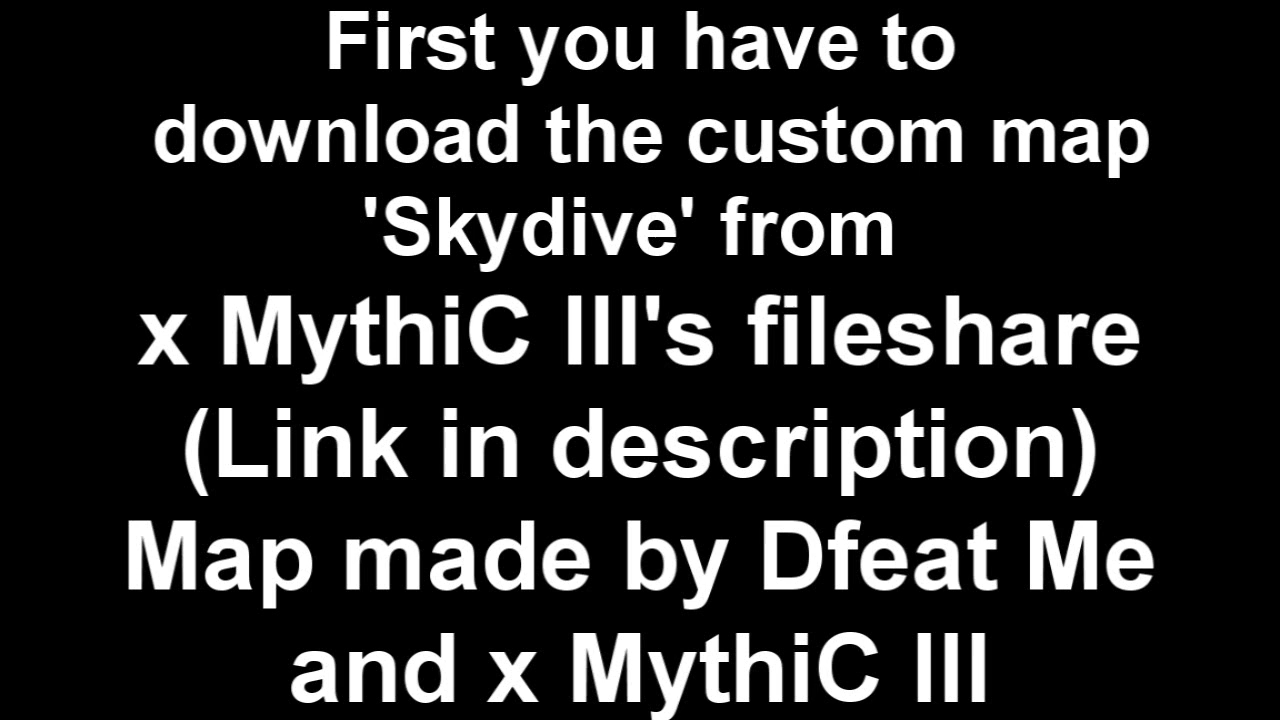 First you have to
download the custom map
'Skydive' from
x MythiC III's fileshare
(Link in description)
Map made by Dfeat Me
and x MythiC III